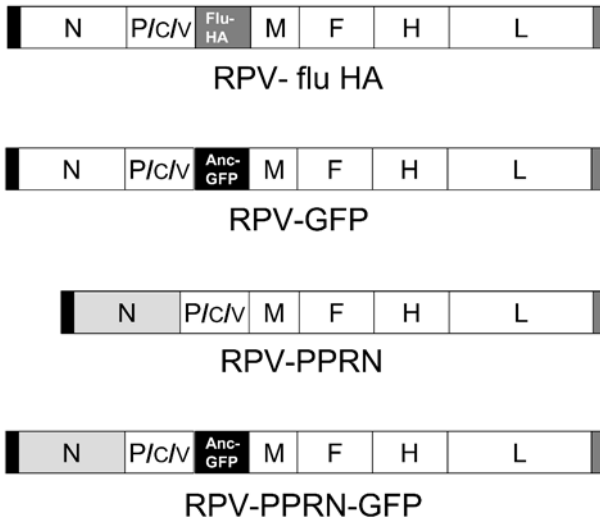 N P/C/V Flu-HA M F H L
RPV- flu HA
N P/C/V Anc-GFP M F H L
RPV-GFP
N P/C/V M F H L
RPV-PPRN
N P/C/V Anc-GFP M F H L
RPV-PPRN-GFP